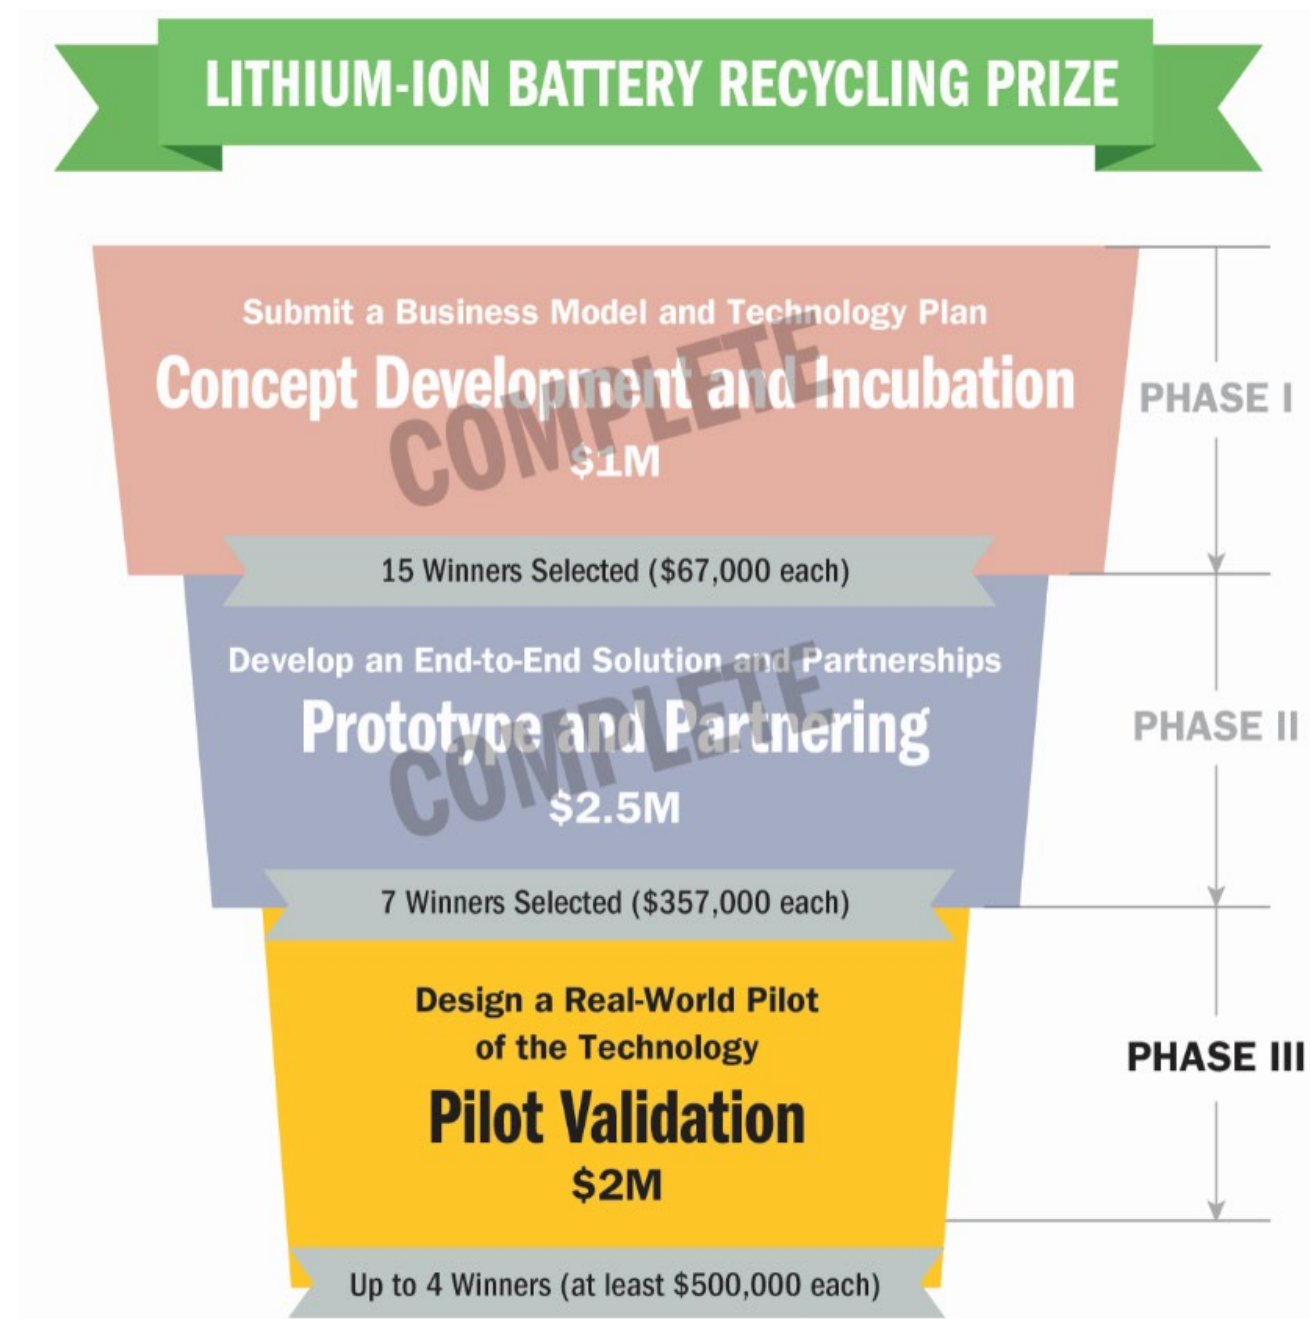 LITHIUM-ION BATTERY RECYCLING PRIZE
Submit a Business Model and Technology Plan
Concept Development and Incubation
$1M
COMPLETE
PHASE I
15 Winners Selected ($67,000 each)
Develop an End-to-End Solution and Partnerships
Prototype and Partnering
$2.5M
COMPLETE
PHASE II
7 Winners Selected ($357,000 each)
Design a Real-World Pilot
of the Technology
Pilot Validation
$2M
PHASE III
Up to 4 Winners (at least $500,000 each)